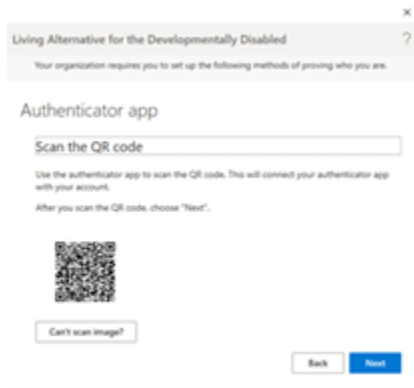 ×
Living Alternative for the Developmentally Disabled
?
Your organization requires you to set up the following methods of proving who you are.
Authenticator app
Scan the QR code
Use the authenticator app to scan the QR code. This will connect your authenticator app
with your account.
After you scan the QR code, choose "Next".
Can't scan image?
Back Next